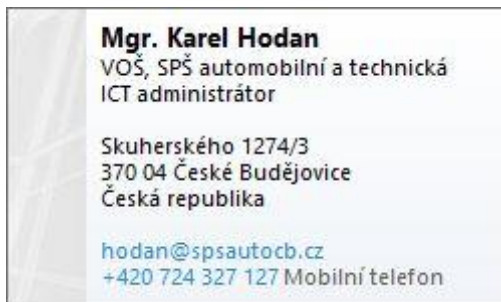 Mgr. Karel Hodan
VOŠ, SPŠ automobilní a technická
ICT administrátor
Skuherského 1274/3
370 04 České Budějovice
Česká republika
hodan@spsautocb.cz
+420 724 327 127 Mobilní telefon